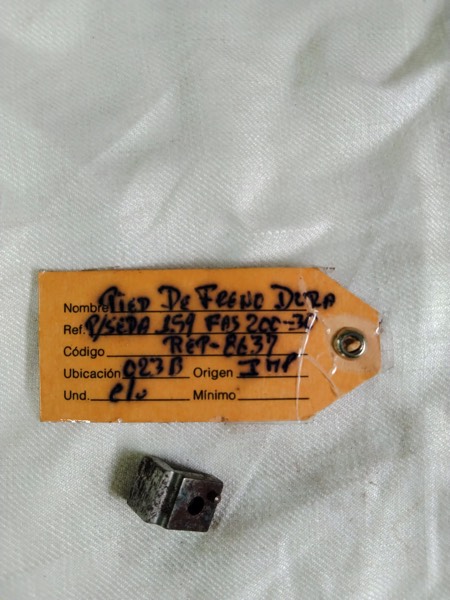 Nombre PIED DE FRENO DURA
Ref. P/SEDA 159 FAS 200-30
Código REP-8637
Ubicación 023B Origen IMP
Und. c/u Mínimo